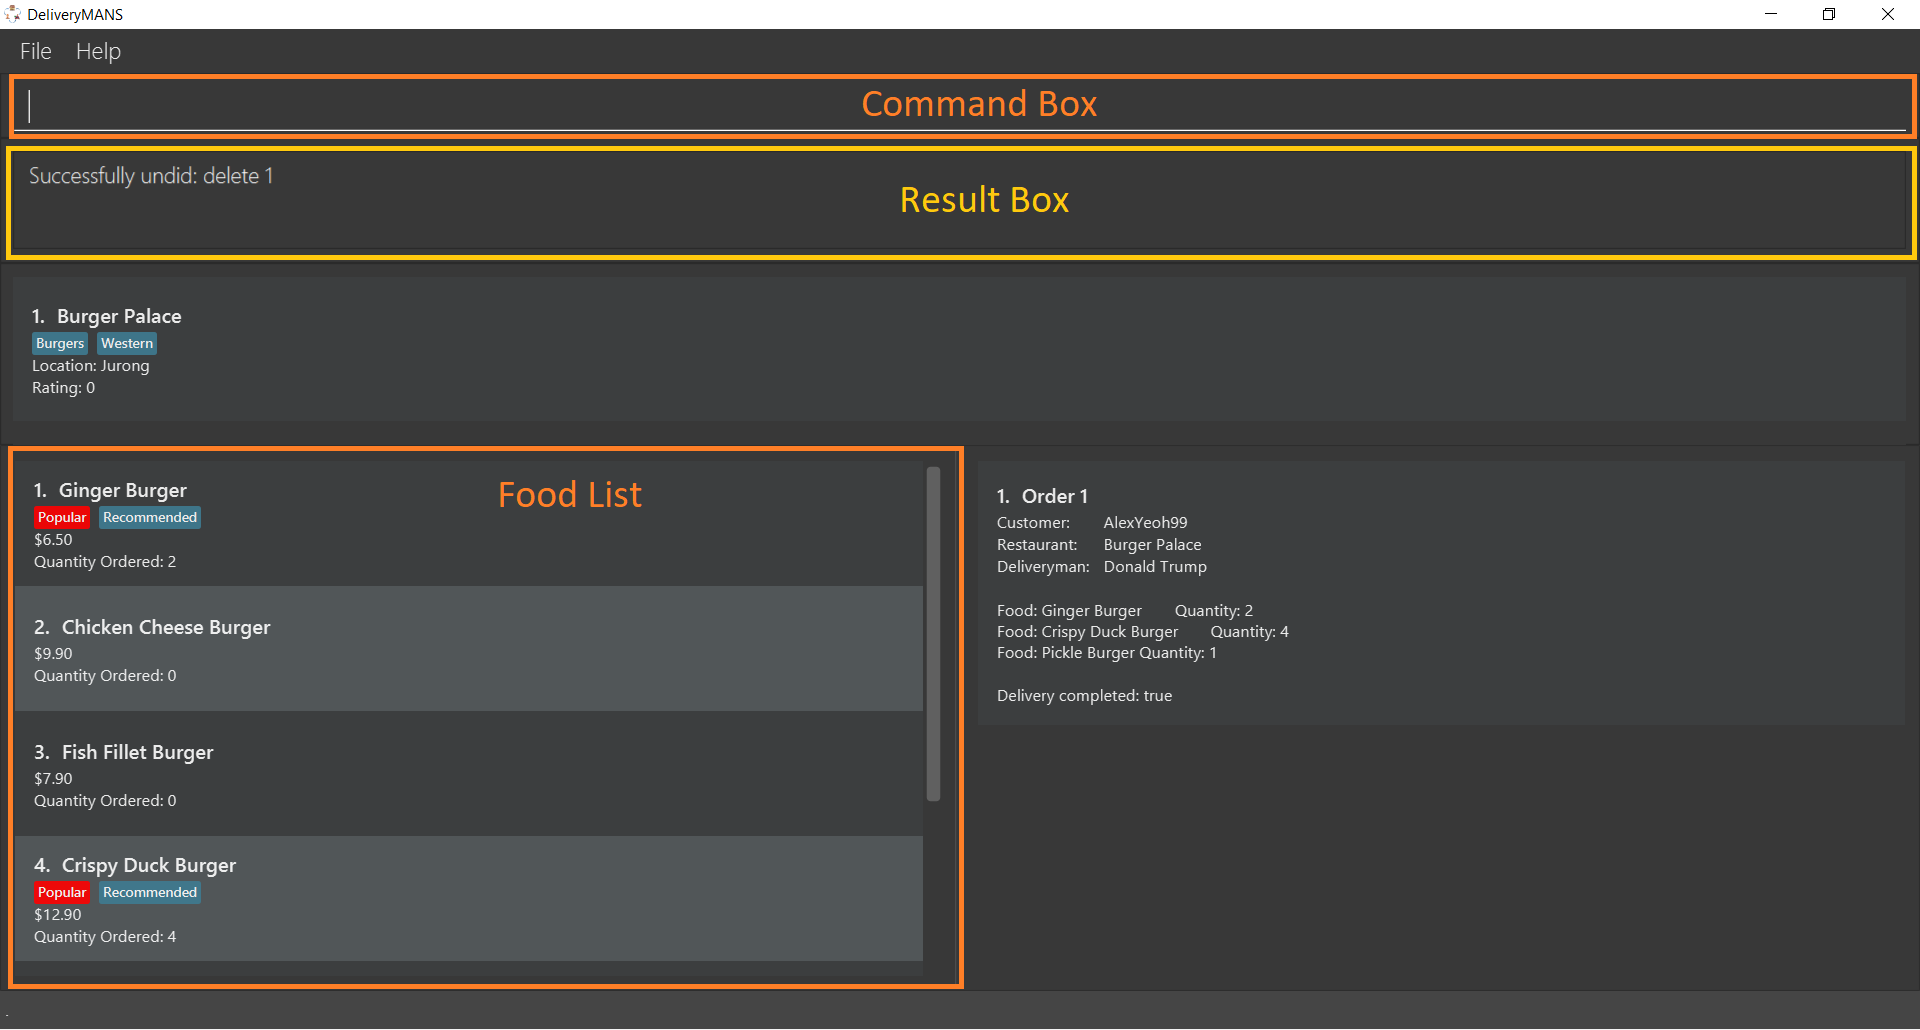 DeliveryMANS
File Help
Command Box
Successfully undid: delete 1
Result Box
1. Burger Palace
Burgers Western
Location: Jurong
Rating: 0
Food List
1. Ginger Burger
Popular Recommended
$6.50
Quantity Ordered: 2
2. Chicken Cheese Burger
$9.90
Quantity Ordered: 0
3. Fish Fillet Burger
$7.90
Quantity Ordered: 0
4. Crispy Duck Burger
Popular Recommended
$12.90
Quantity Ordered: 4
1. Order 1
Customer: AlexYeoh99
Restaurant: Burger Palace
Deliveryman: Donald Trump
Food: Ginger Burger Quantity: 2
Food: Crispy Duck Burger Quantity: 4
Food: Pickle Burger Quantity: 1
Delivery completed: true
.